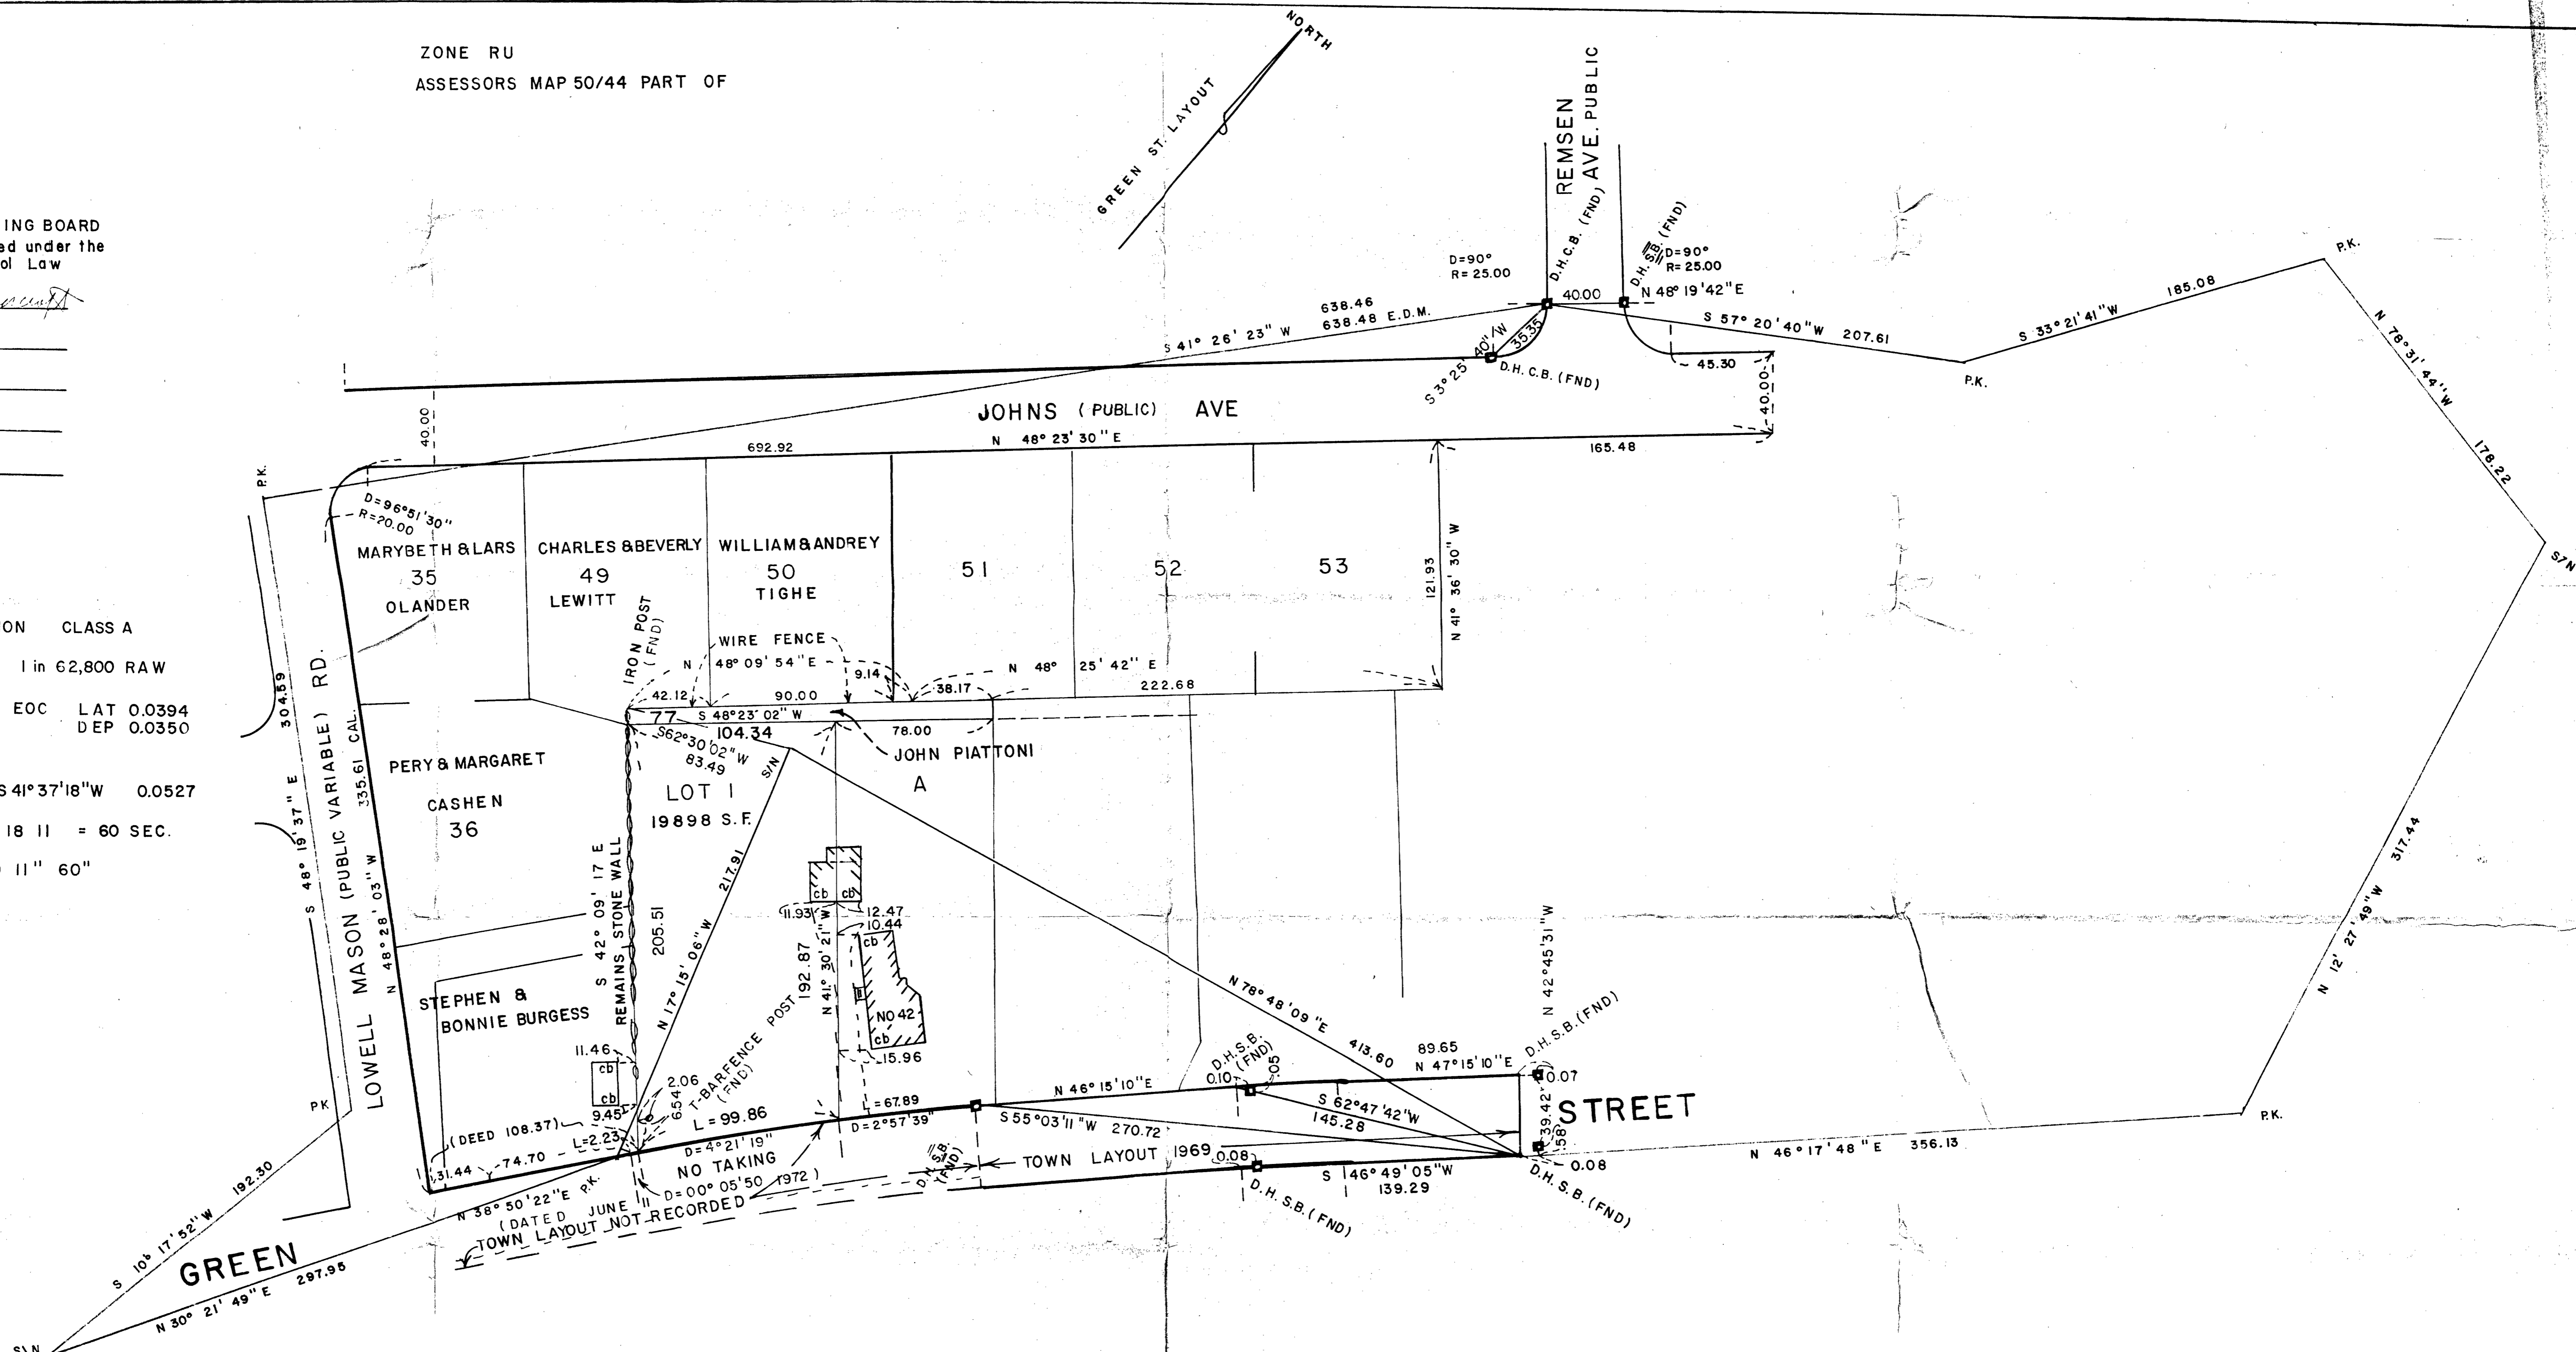 ZONE RU
ASSESSORS MAP 50/44 PART OF
NORTH
GREEN ST. LAYOUT
ING BOARD
ed under the
ol Law
ON CLASS A
1 in 62,800 RAW
EOC LAT 0.0394
DEP 0.0350
S 41°37'18"W 0.0527
18 11 = 60 SEC.
11" 60"
REMSEN
AVE. PUBLIC
D.H.C.B. (FND)
D.H.S.B. (FND)
D=90°
R= 25.00
D=90°
R= 25.00
40.00
N 48° 19'42"E
638.46
638.48 E.D.M.
S 41° 26' 23" W
35.35
S 3° 25' 40" W
D.H.C.B. (FND)
S 57° 20' 40"W 207.61
45.30
40.00
P.K.
S 33° 21' 41"W
185.08
P.K.
N 78° 31' 44" W
178.22
S/N
317.44
N 12° 27' 49" W
P.K.
JOHNS (PUBLIC) AVE
N 48° 23' 30" E
692.92
165.48
40.00
P.K.
D=96°51'30"
R=20.00
MARYBETH & LARS
35
OLANDER
CHARLES & BEVERLY
49
LEWITT
WILLIAM & ANDREY
50
TIGHE
51
52
53
121.93
N 41° 36' 30" W
IRON POST
(FND)
WIRE FENCE
N 48° 09' 54"E
9.14
N 48° 25' 42" E
42.12
90.00
38.17
222.68
77
S 48° 23' 02" W
104.34
78.00
S62°30'02"W
83.49
S/N
JOHN PIATTONI
A
LOT 1
19898 S.F.
PERY & MARGARET
CASHEN
36
304.59
S 48° 19' 37" E
LOWELL MASON (PUBLIC VARIABLE) RD.
335.61 CAL.
N 48° 28' 03" W
S 42° 09' 17 E
REMAINS STONE WALL
205.51
217.91
N 17° 15' 06" W
cb cb
11.93
12.47
10.44
192.87
N 41° 30' 21" W
cb
NO 42
cb
15.96
STEPHEN &
BONNIE BURGESS
11.46
cb
cb
9.45
2.06
6.54
T-BAR FENCE POST
(FND)
L = 99.86
L = 67.89
D=4°21'19"
D=2°57'39"
NO TAKING
(DEED 108.37)
L=2.23
31.44
74.70
P.K.
D=00° 05'50
N 38° 50' 22"E
(DATED JUNE 11 1972)
TOWN LAYOUT NOT RECORDED
D.H.S.B.
(FND)
N 46° 15' 10"E
0.10
D.H.S.B.
(FND)
.05
N 78° 48' 09" E
413.60
89.65
N 47° 15' 10" E
N 42° 45' 31" W
D.H.S.B. (FND)
0.07
39.42
.58
S 62° 47' 42"W
145.28
S 55° 03' 11"W 270.72
TOWN LAYOUT 1969
0.08
S 46° 49' 05"W
139.29
D.H.S.B. (FND)
0.08
D.H.S.B. (FND)
STREET
N 46° 17' 48" E 356.13
PK
192.30
S 10° 17' 52" W
GREEN
N 30° 21' 49" E 297.95
S/N